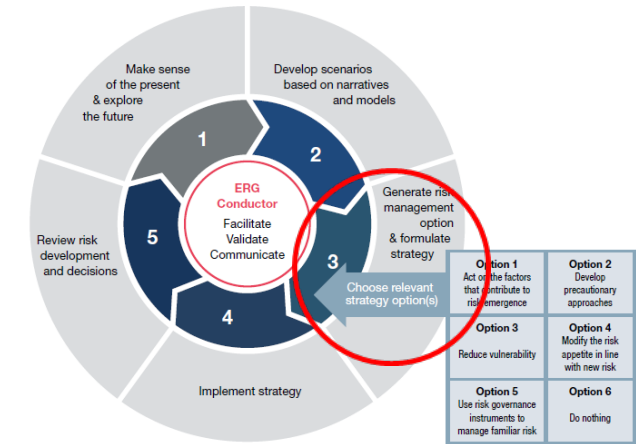 Make sense
of the present
& explore
the future
1
Develop scenarios
based on narratives
and models
2
Generate risk
management
option
& formulate
strategy
3
Choose relevant
strategy option(s)
Implement strategy
4
Review risk
development
and decisions
5
ERG
Conductor
Facilitate
Validate
Communicate
Option 1
Act on the factors
that contribute to
risk emergence
Option 2
Develop
precautionary
approaches
Option 3
Reduce vulnerability
Option 4
Modify the risk
appetite in line
with new risk
Option 5
Use risk governance
instruments to
manage familiar risk
Option 6
Do nothing